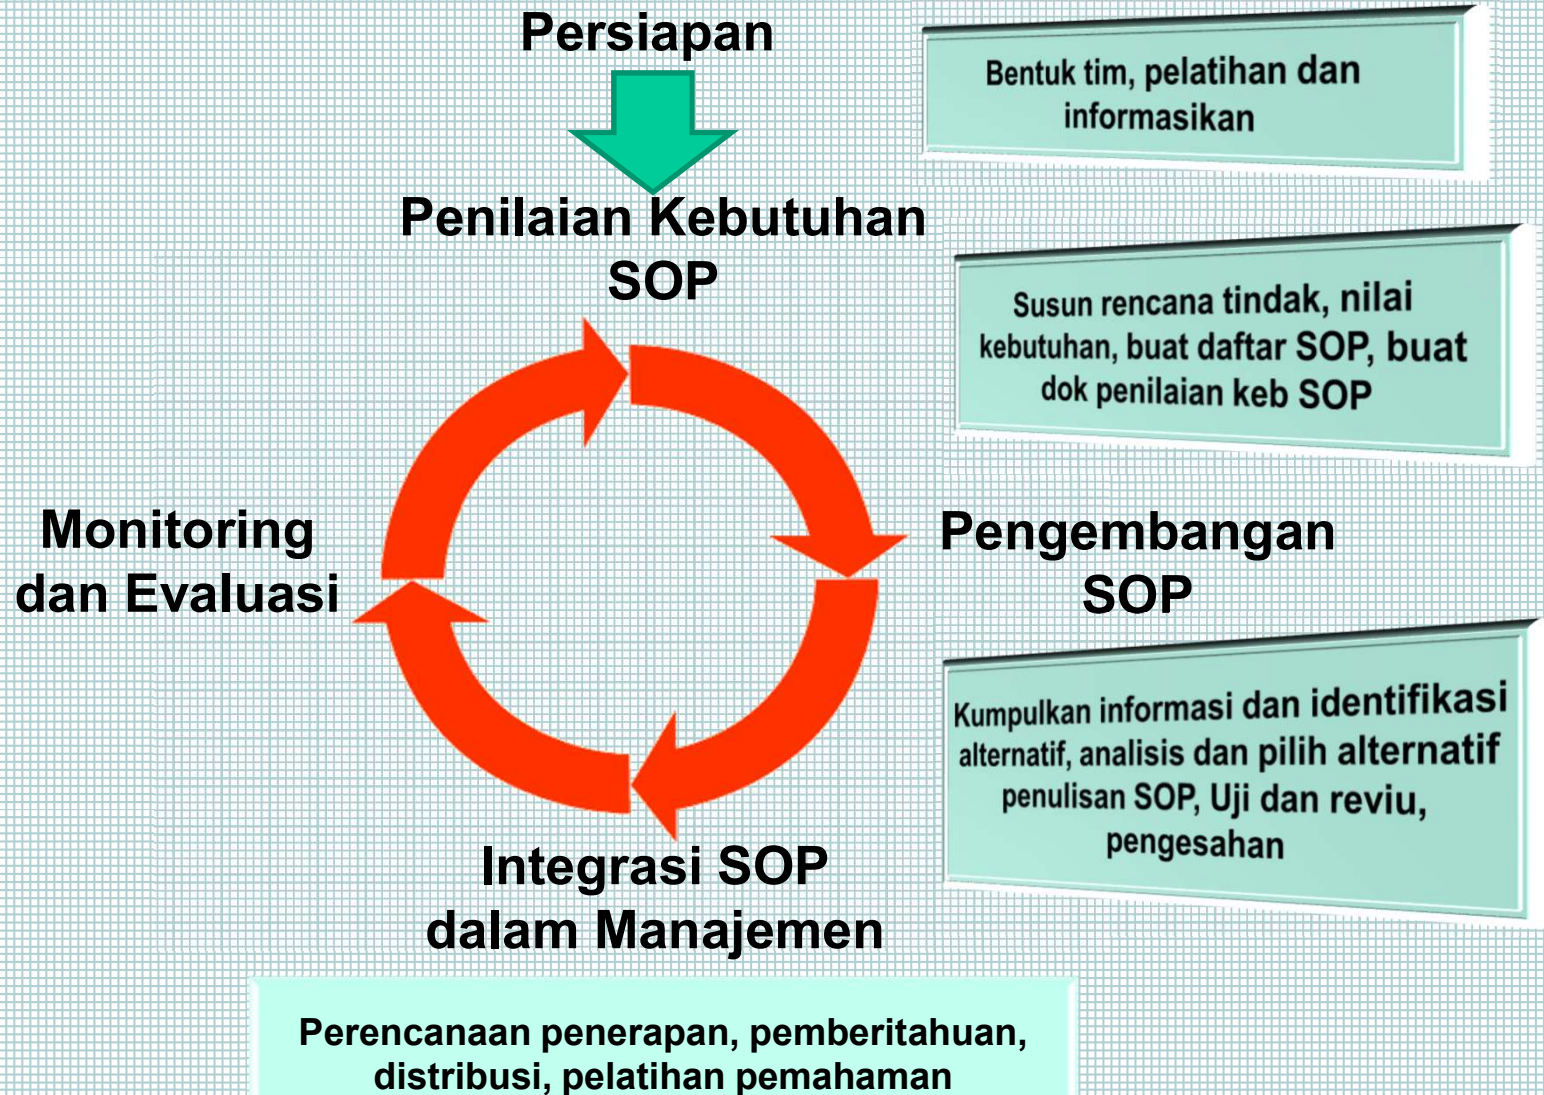 Persiapan
Bentuk tim, pelatihan dan
informasikan
Penilaian Kebutuhan
SOP
Susun rencana tindak, nilai
kebutuhan, buat daftar SOP, buat
dok penilaian keb SOP
Monitoring
dan Evaluasi
Pengembangan
SOP
Kumpulkan informasi dan identifikasi
alternatif, analisis dan pilih alternatif
penulisan SOP, Uji dan reviu,
pengesahan
Integrasi SOP
dalam Manajemen
Perencanaan penerapan, pemberitahuan,
distribusi, pelatihan pemahaman